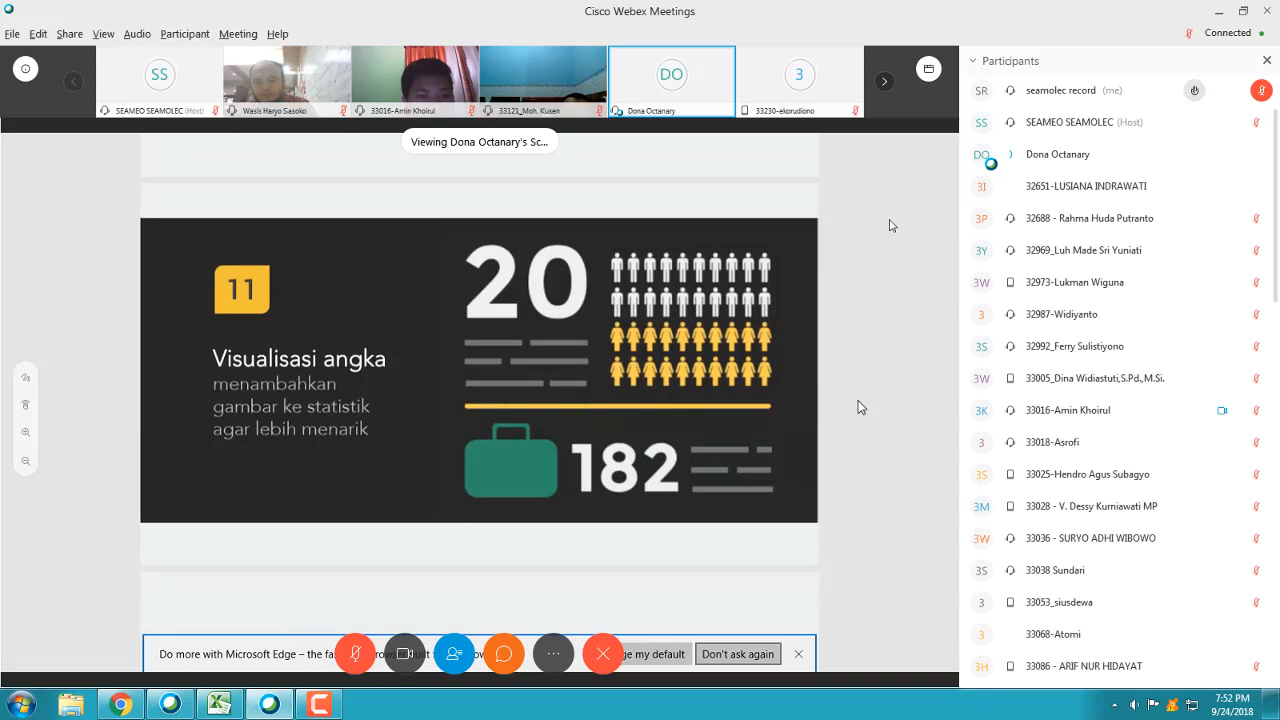 Cisco Webex Meetings
File Edit Share View Audio Participant Meeting Help
Connected
SS
DO
3
SEAMEO SEAMOLEC (Host)
Wasis Haryo Sasoko
33016-Amin Khoirul
33121_Moh. Kusen
Dona Octanary
33230-ekorudiono
Viewing Dona Octanary's Sc...
11
Visualisasi angka
menambahkan
gambar ke statistik
agar lebih menarik
20
182
Do more with Microsoft Edge – the fa
ge my default
Don't ask again
Participants
SR seamolec record (me)
SS SEAMEO SEAMOLEC (Host)
DO Dona Octanary
3I 32651-LUSIANA INDRAWATI
3P 32688 - Rahma Huda Putranto
3Y 32969_Luh Made Sri Yuniati
3W 32973-Lukman Wiguna
3 32987-Widiyanto
3S 32992_Ferry Sulistiyono
3W 33005_Dina Widiastuti,S.Pd.,M.Si.
3K 33016-Amin Khoirul
3 33018-Asrofi
3S 33025-Hendro Agus Subagyo
3M 33028 - V. Dessy Kurniawati MP
3W 33036 - SURYO ADHI WIBOWO
3S 33038 Sundari
3 33053_siusdewa
3 33068-Atomi
3H 33086 - ARIF NUR HIDAYAT
7:52 PM
9/24/2018